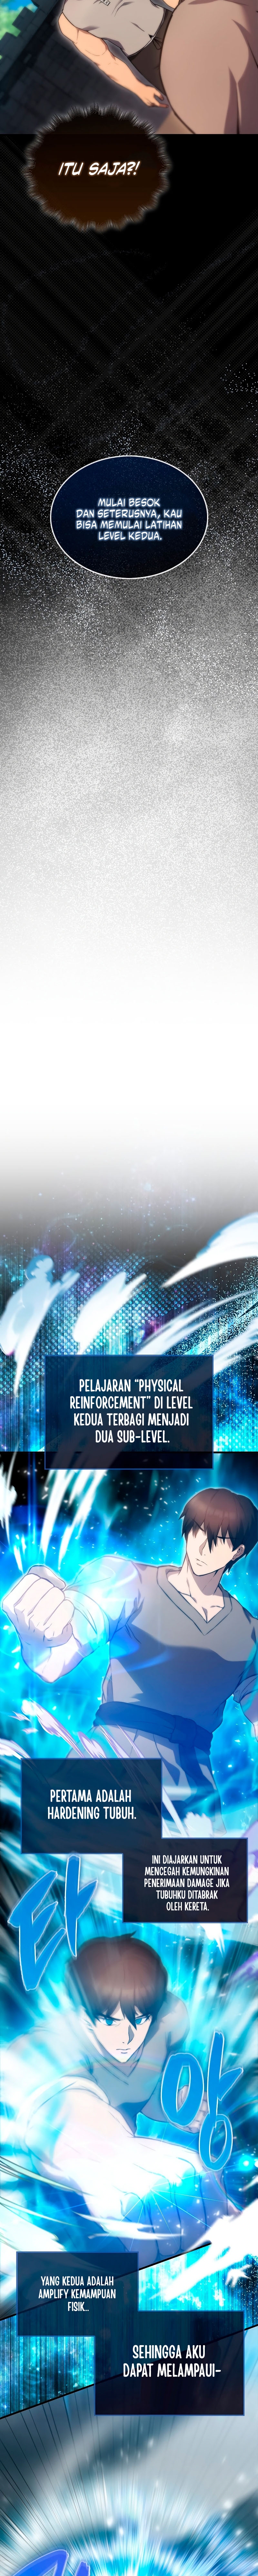 ITU SAJA?!
MULAI BESOK
DAN SETERUSNYA, KAU
BISA MEMULAI LATIHAN
LEVEL KEDUA.
PELAJARAN "PHYSICAL
REINFORCEMENT" DI LEVEL
KEDUA TERBAGI MENJADI
DUA SUB-LEVEL.
PERTAMA ADALAH
HARDENING TUBUH.
INI DIAJARKAN UNTUK
MENCEGAH KEMUNGKINAN
PENERIMAAN DAMAGE JIKA
TUBUHKU DITABRAK
OLEH KERETA.
타
앙
YANG KEDUA ADALAH
AMPLIFY KEMAMPUAN
FISIK...
SEHINGGA AKU
DAPAT MELAMPAUI-